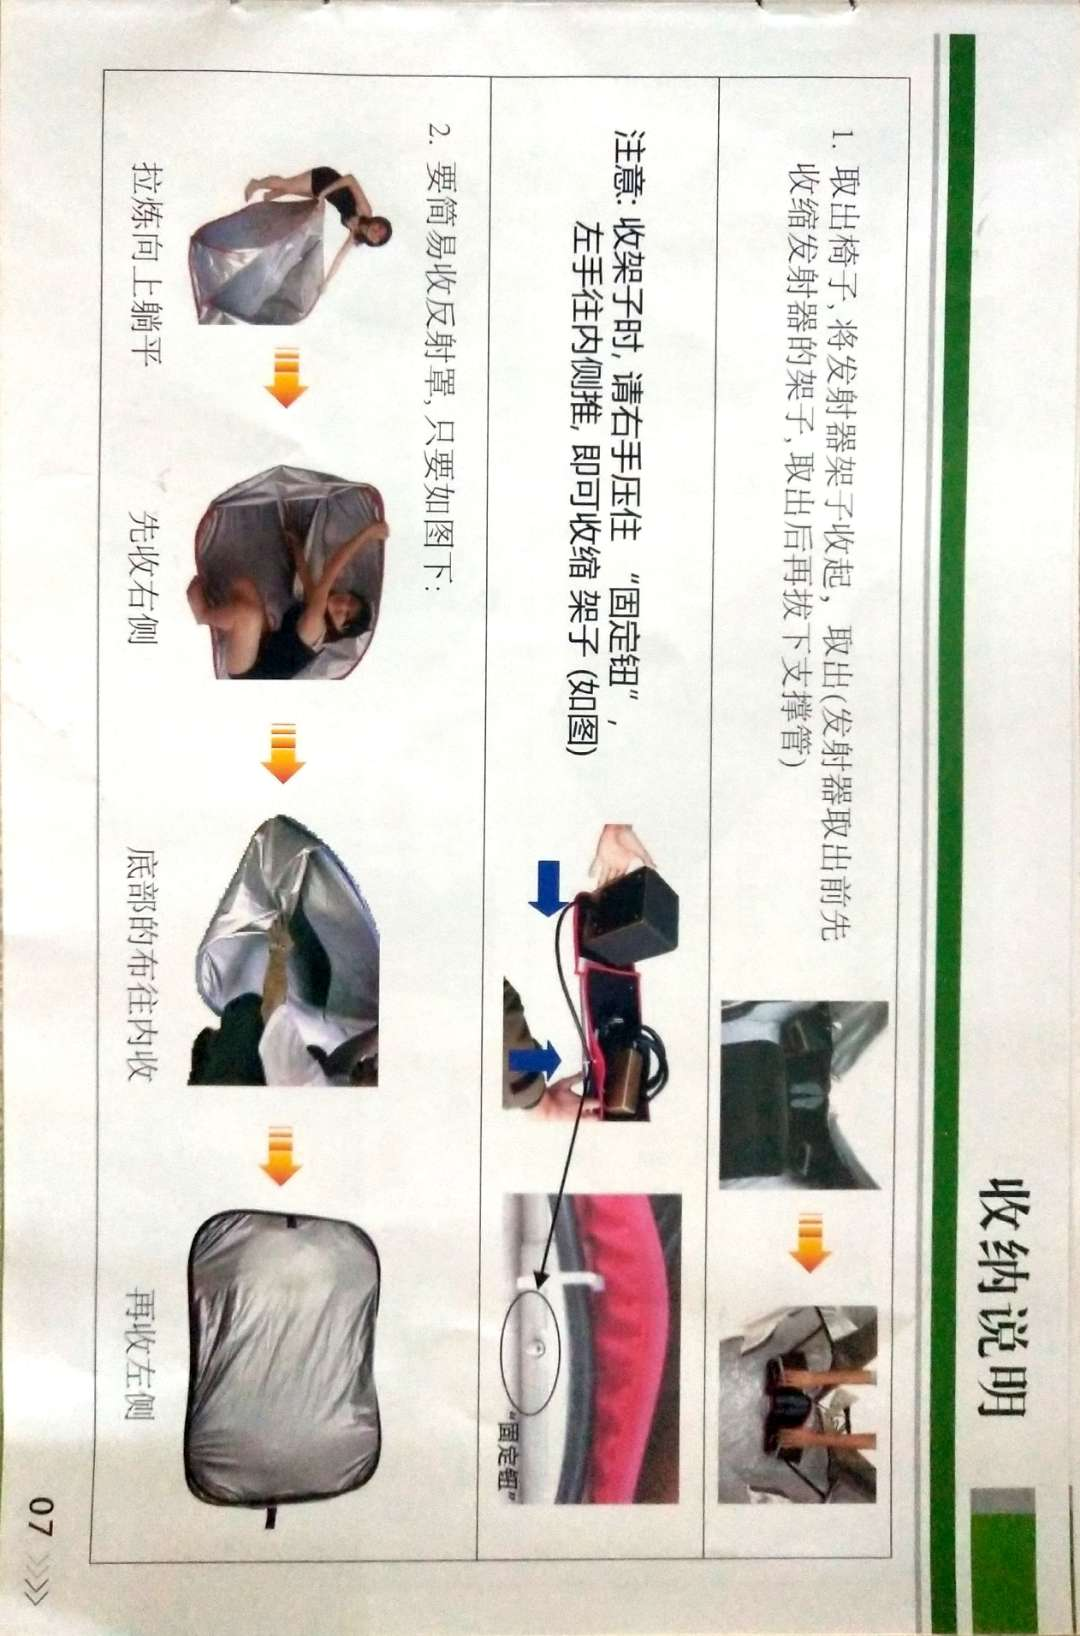 收纳说明
1. 取出椅子, 将发射器架子收起, 取出(发射器取出前先
收缩发射器的架子, 取出后再拔下支撑管)
注意: 收架子时, 请右手压住 “固定钮”,
左手往内侧推, 即可收缩 架子 (如图)
“固定钮”
2. 要简易收反射罩, 只要如图下:
拉炼向上躺平
先收右侧
底部的布往内收
再收左侧
07